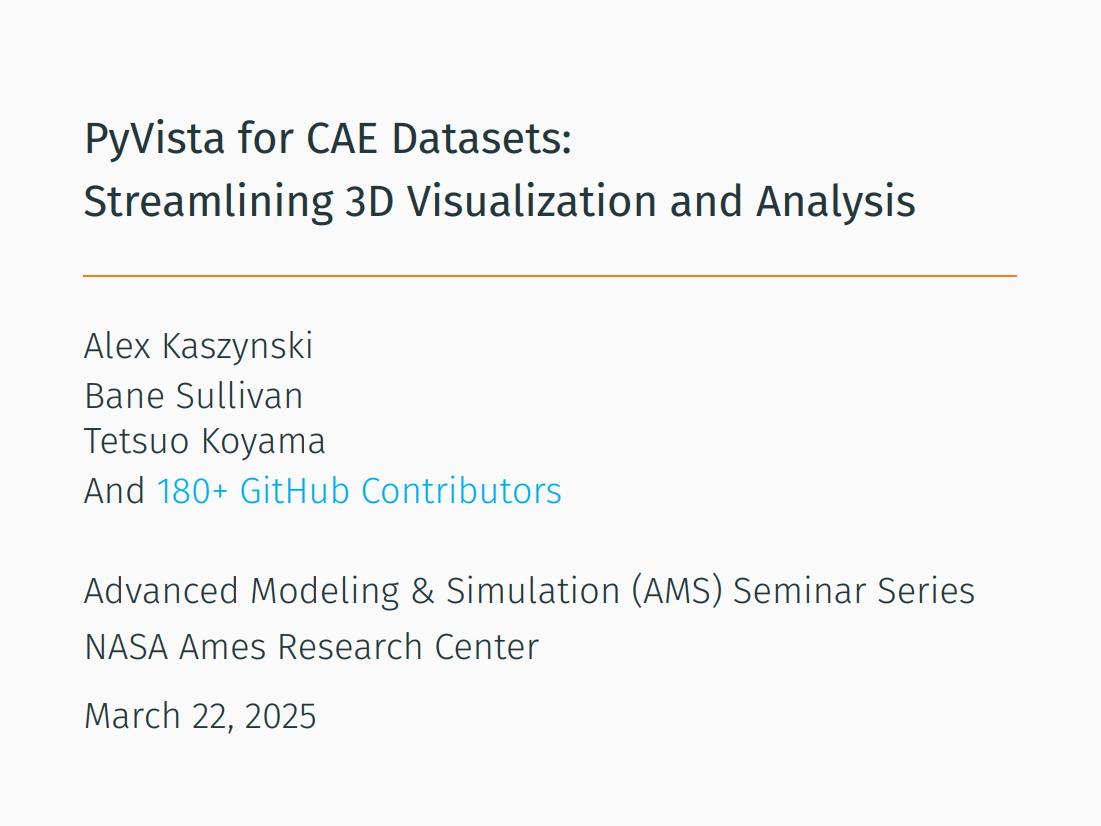 PyVista for CAE Datasets:
Streamlining 3D Visualization and Analysis
Alex Kaszynski
Bane Sullivan
Tetsuo Koyama
And 180+ GitHub Contributors
Advanced Modeling & Simulation (AMS) Seminar Series
NASA Ames Research Center
March 22, 2025